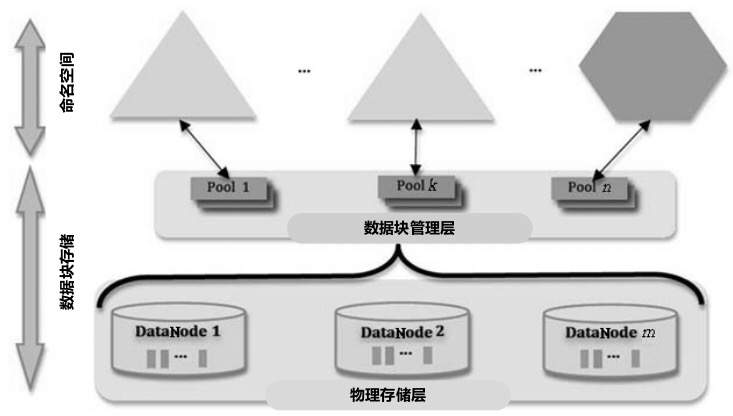 命名空间
...
...
Pool 1
Pool k
Pool n
数据块管理层
数据块存储
DataNode 1
...
DataNode 2
...
DataNode m
...
物理存储层